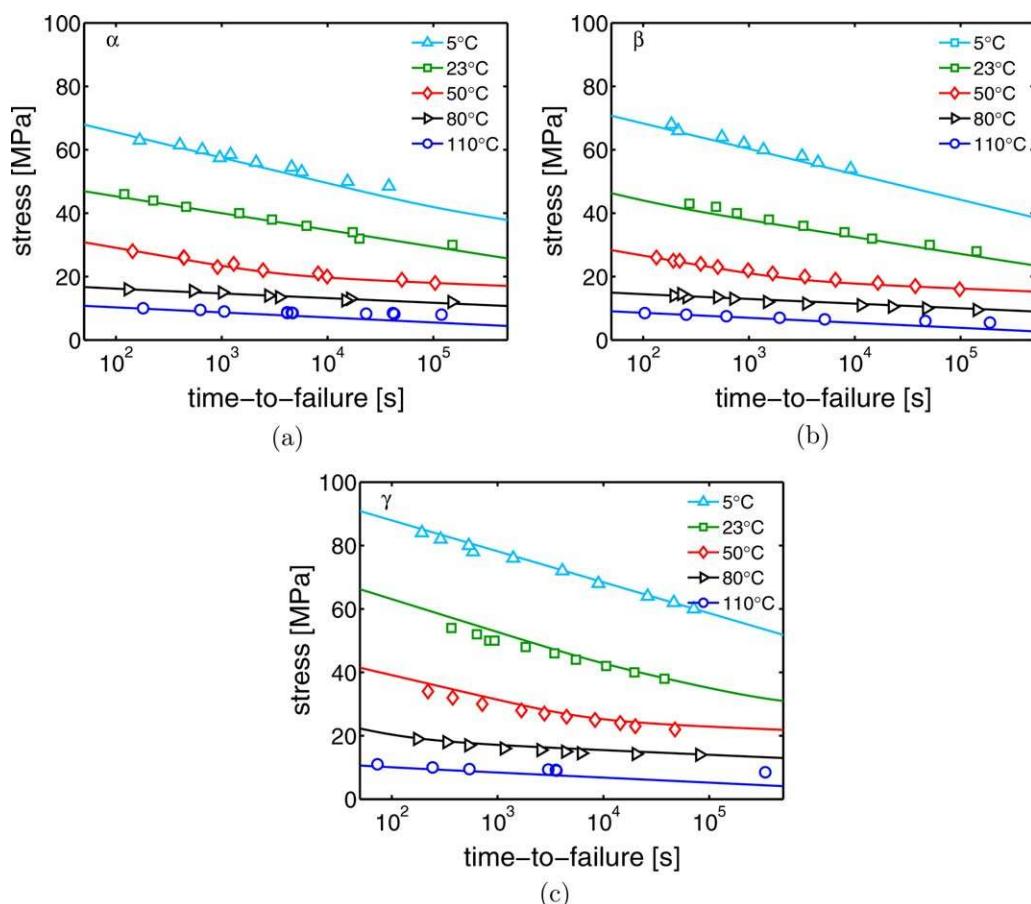 α
100
80
60
40
20
0
stress [MPa]
5°C
23°C
50°C
80°C
110°C
10² 10³ 10⁴ 10⁵
time-to-failure [s]
(a)
β
100
80
60
40
20
0
stress [MPa]
5°C
23°C
50°C
80°C
110°C
10² 10³ 10⁴ 10⁵
time-to-failure [s]
(b)
γ
100
80
60
40
20
0
stress [MPa]
5°C
23°C
50°C
80°C
110°C
10² 10³ 10⁴ 10⁵
time-to-failure [s]
(c)